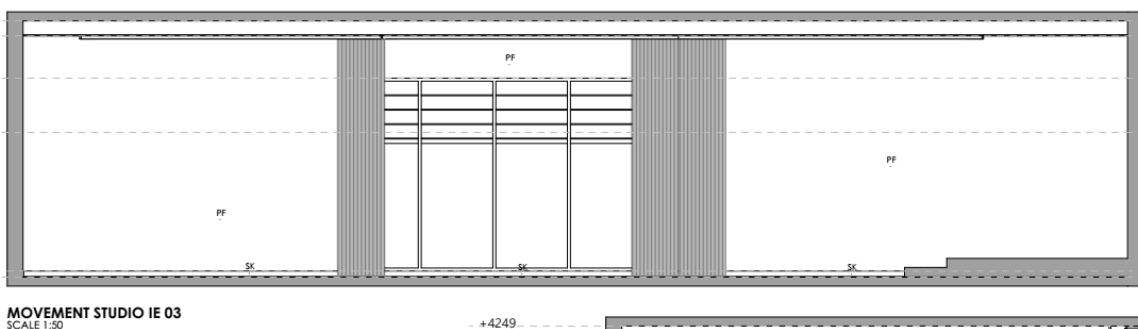 PF
PF
PF
SK
SK
SK
MOVEMENT STUDIO IE 03
SCALE 1:50
+4249